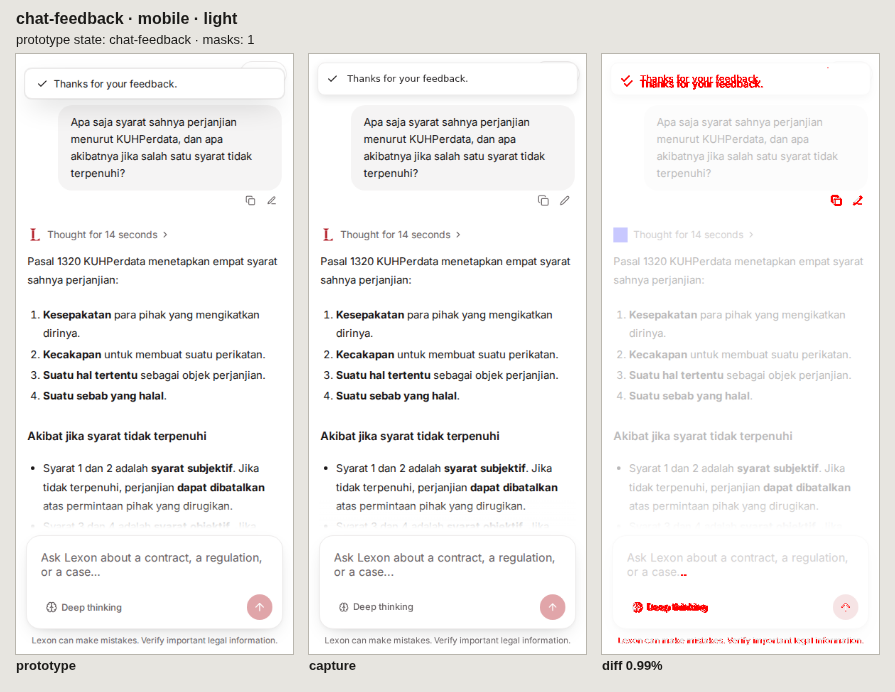 chat-feedback · mobile · light
prototype state: chat-feedback · masks: 1
Thanks for your feedback.
Apa saja syarat sahnya perjanjian
menurut KUHPerdata, dan apa
akibatnya jika salah satu syarat tidak
terpenuhi?
L Thought for 14 seconds >
Pasal 1320 KUHPerdata menetapkan empat syarat
sahnya perjanjian:
1. Kesepakatan para pihak yang mengikatkan
dirinya.
2. Kecakapan untuk membuat suatu perikatan.
3. Suatu hal tertentu sebagai objek perjanjian.
4. Suatu sebab yang halal.
Akibat jika syarat tidak terpenuhi
• Syarat 1 dan 2 adalah syarat subjektif. Jika
tidak terpenuhi, perjanjian dapat dibatalkan
atas permintaan pihak yang dirugikan.
Ask Lexon about a contract, a regulation,
or a case...
Deep thinking
Lexon can make mistakes. Verify important legal information.
prototype
Thanks for your feedback.
Apa saja syarat sahnya perjanjian
menurut KUHPerdata, dan apa
akibatnya jika salah satu syarat tidak
terpenuhi?
L Thought for 14 seconds >
Pasal 1320 KUHPerdata menetapkan empat syarat
sahnya perjanjian:
1. Kesepakatan para pihak yang mengikatkan
dirinya.
2. Kecakapan untuk membuat suatu perikatan.
3. Suatu hal tertentu sebagai objek perjanjian.
4. Suatu sebab yang halal.
Akibat jika syarat tidak terpenuhi
• Syarat 1 dan 2 adalah syarat subjektif. Jika
tidak terpenuhi, perjanjian dapat dibatalkan
atas permintaan pihak yang dirugikan.
Ask Lexon about a contract, a regulation,
or a case...
Deep thinking
Lexon can make mistakes. Verify important legal information.
capture
Thanks for your feedback.
Thanks for your feedback.
Apa saja syarat sahnya perjanjian
menurut KUHPerdata, dan apa
akibatnya jika salah satu syarat tidak
terpenuhi?
Thought for 14 seconds >
Pasal 1320 KUHPerdata menetapkan empat syarat
sahnya perjanjian:
1. Kesepakatan para pihak yang mengikatkan
dirinya.
2. Kecakapan untuk membuat suatu perikatan.
3. Suatu hal tertentu sebagai objek perjanjian.
4. Suatu sebab yang halal.
Akibat jika syarat tidak terpenuhi
• Syarat 1 dan 2 adalah syarat subjektif. Jika
tidak terpenuhi, perjanjian dapat dibatalkan
atas permintaan pihak yang dirugikan.
Ask Lexon about a contract, a regulation,
or a case...
Deep thinking
Lexon can make mistakes. Verify important legal information.
diff 0.99%